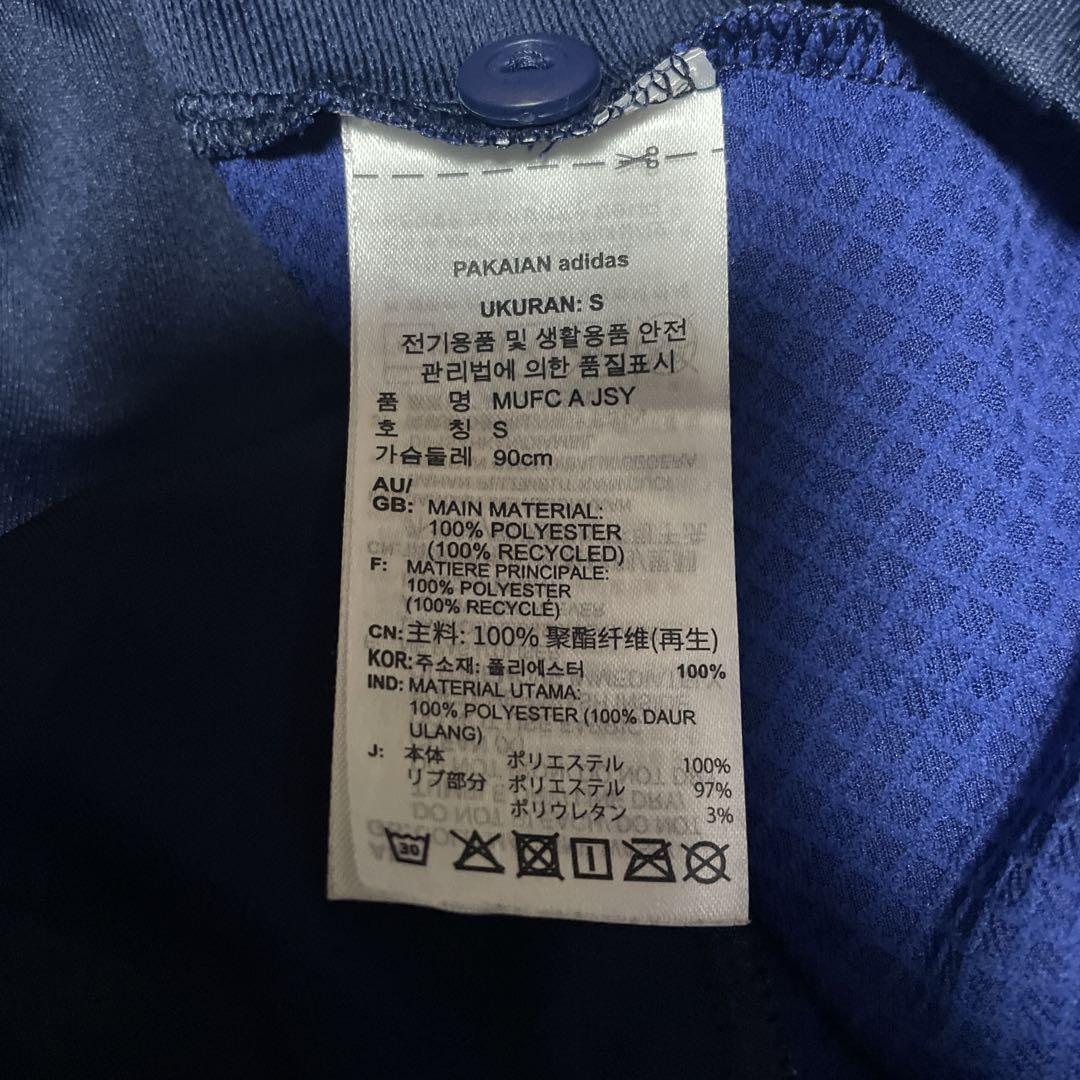 PAKAIAN adidas
UKURAN: S
전기용품 및 생활용품 안전
관리법에 의한 품질표시
품 명 MUFC A JSY
호 칭 S
가슴둘레 90cm
AU/
GB: MAIN MATERIAL:
100% POLYESTER
(100% RECYCLED)
F: MATIERE PRINCIPALE:
100% POLYESTER
(100% RECYCLÉ)
CN: 主料: 100% 聚酯纤维(再生)
KOR: 주소재: 폴리에스터 100%
IND: MATERIAL UTAMA:
100% POLYESTER (100% DAUR
ULANG)
J: 本体 ポリエステル 100%
リブ部分 ポリエステル 97%
ポリウレタン 3%
30